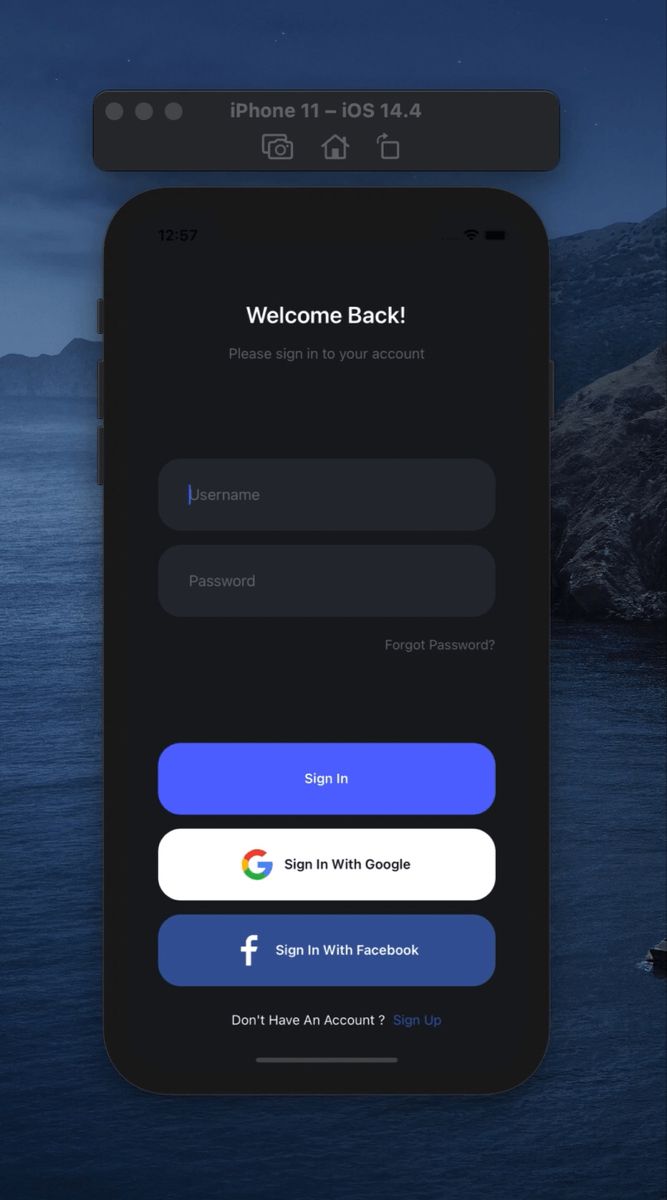 iPhone 11 – iOS 14.4
12:57
Welcome Back!
Please sign in to your account
Username
Password
Forgot Password?
Sign In
Sign In With Google
Sign In With Facebook
Don't Have An Account ? Sign Up